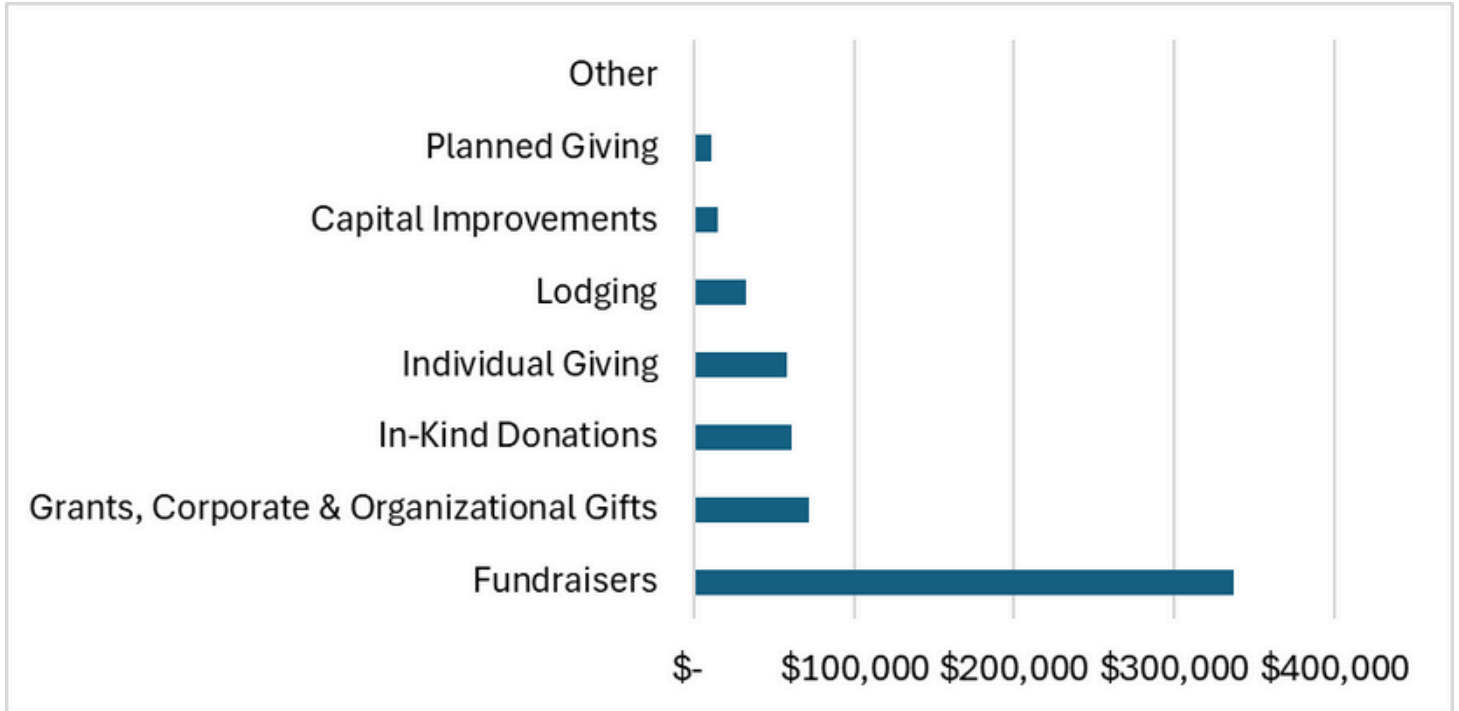 Other
Planned Giving
Capital Improvements
Lodging
Individual Giving
In-Kind Donations
Grants, Corporate & Organizational Gifts
Fundraisers
$- $100,000 $200,000 $300,000 $400,000